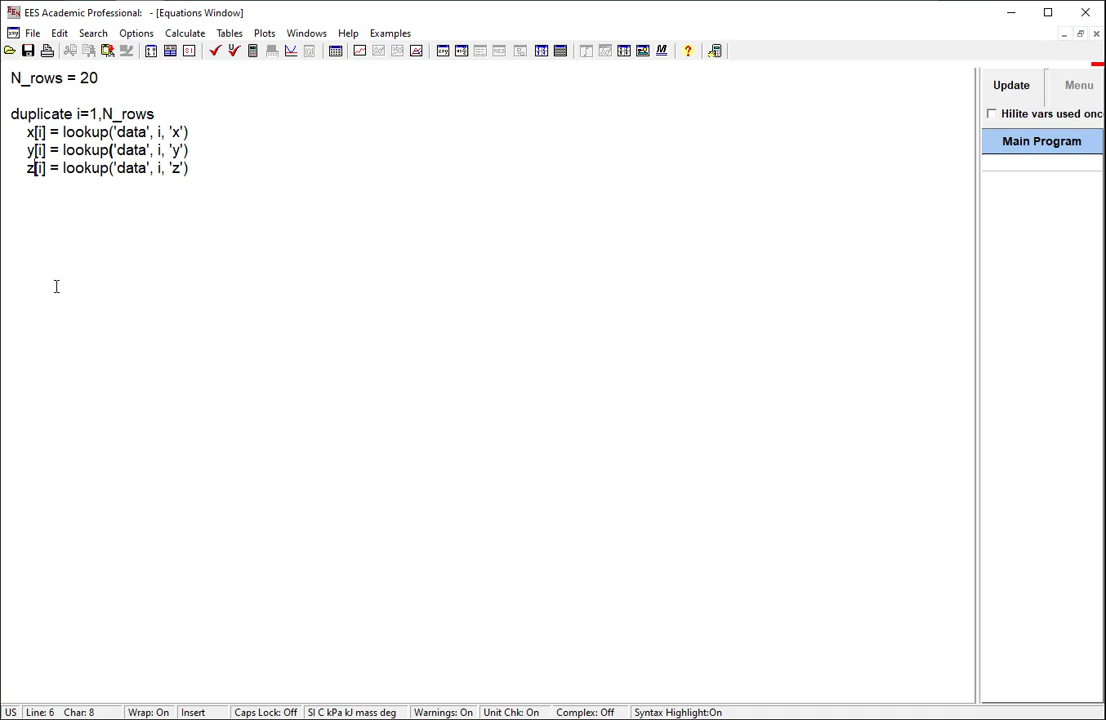 EES Academic Professional: - [Equations Window]
File Edit Search Options Calculate Tables Plots Windows Help Examples
N_rows = 20
duplicate i=1,N_rows
x[i] = lookup('data', i, 'x')
y[i] = lookup('data', i, 'y')
z[i] = lookup('data', i, 'z')
Update Menu
Hilite vars used onc
Main Program
US Line: 6 Char: 8 Wrap: On Insert Caps Lock: Off SI C kPa kJ mass deg Warnings: On Unit Chk: On Complex: Off Syntax Highlight:On